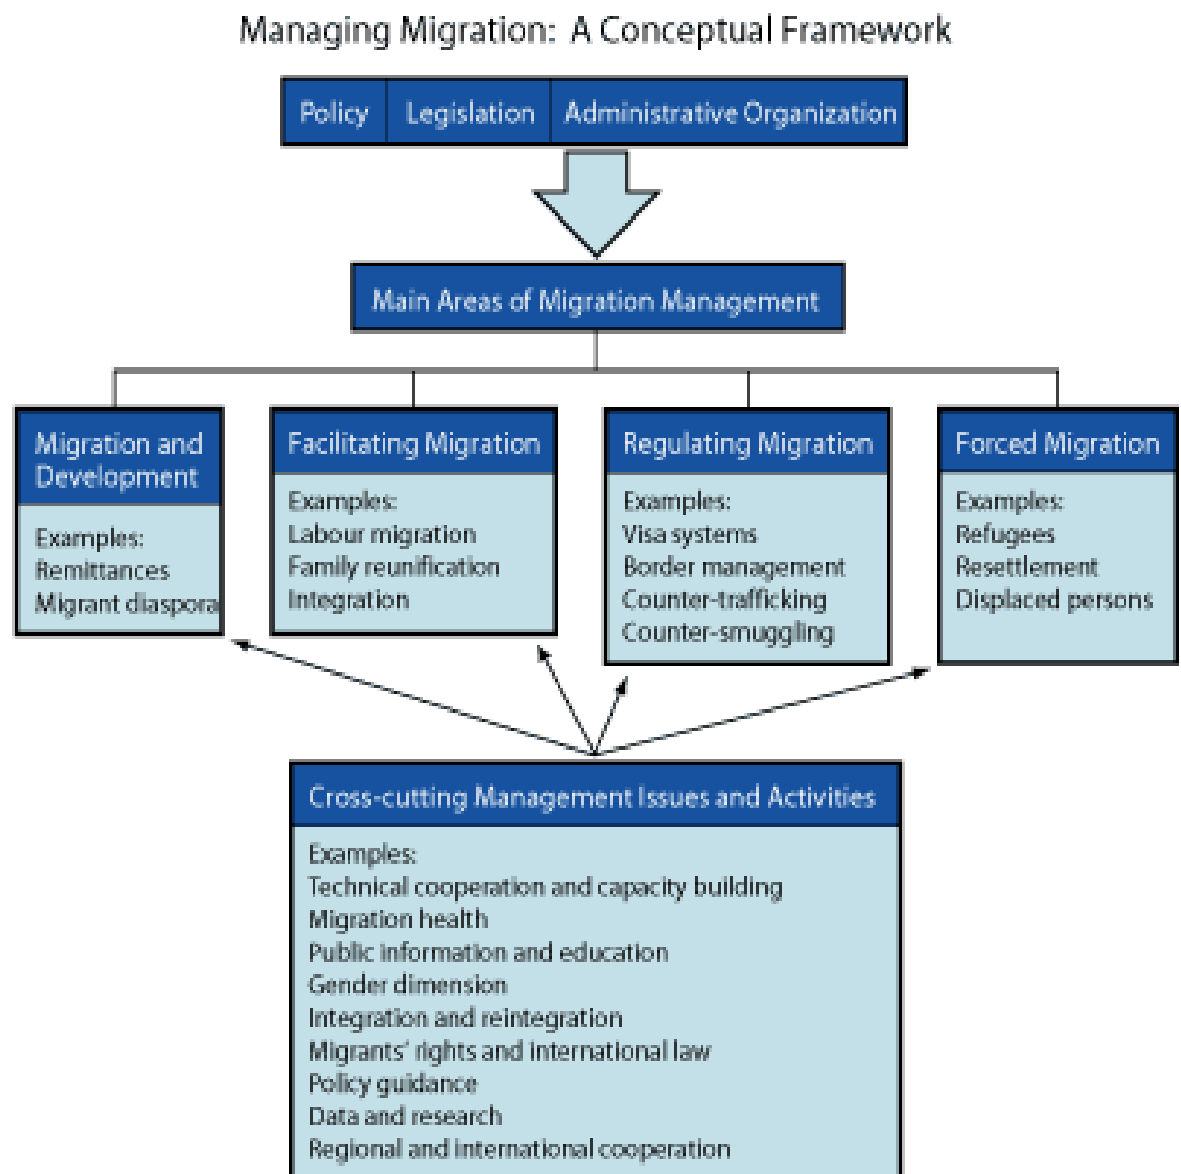 Managing Migration: A Conceptual Framework
Policy Legislation Administrative Organization
Main Areas of Migration Management
Migration and
Development
Examples:
Remittances
Migrant diaspora
Facilitating Migration
Examples:
Labour migration
Family reunification
Integration
Regulating Migration
Examples:
Visa systems
Border management
Counter-trafficking
Counter-smuggling
Forced Migration
Examples:
Refugees
Resettlement
Displaced persons
Cross-cutting Management Issues and Activities
Examples:
Technical cooperation and capacity building
Migration health
Public information and education
Gender dimension
Integration and reintegration
Migrants' rights and international law
Policy guidance
Data and research
Regional and international cooperation